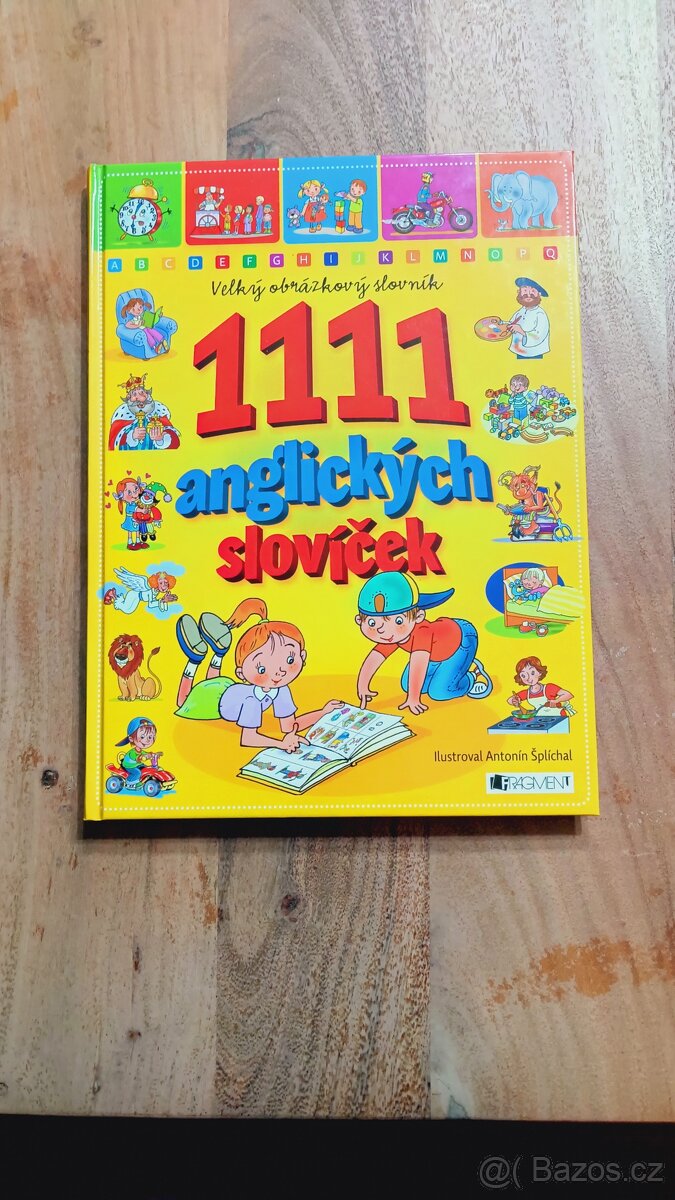 A B C D E F G H I J K L M N O P Q
Velký obrázkový slovník
1111
anglických
slovíček
Ilustroval Antonín Šplíchal
FRAGMENT
@( Bazos.cz